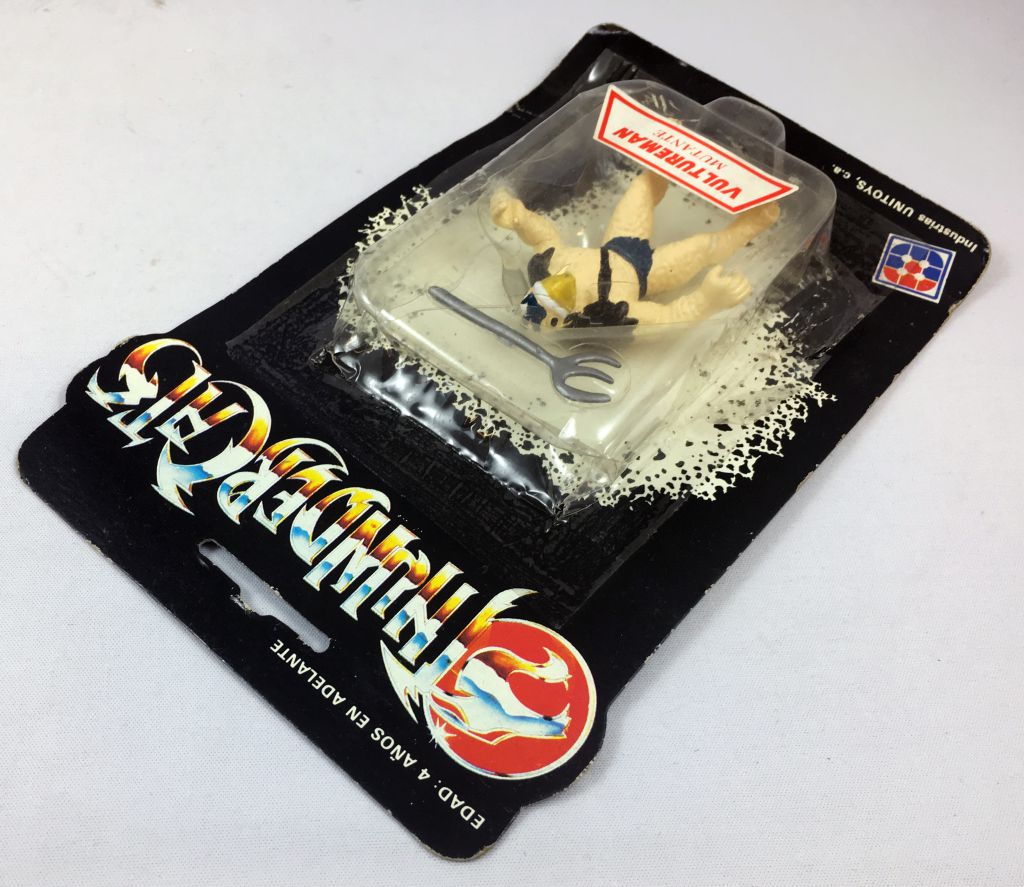 EDAD: 4 AÑOS EN ADELANTE
THUNDERCATS
VULTUREMAN
MUTANTE
Industrias UNITOYS, c.a.